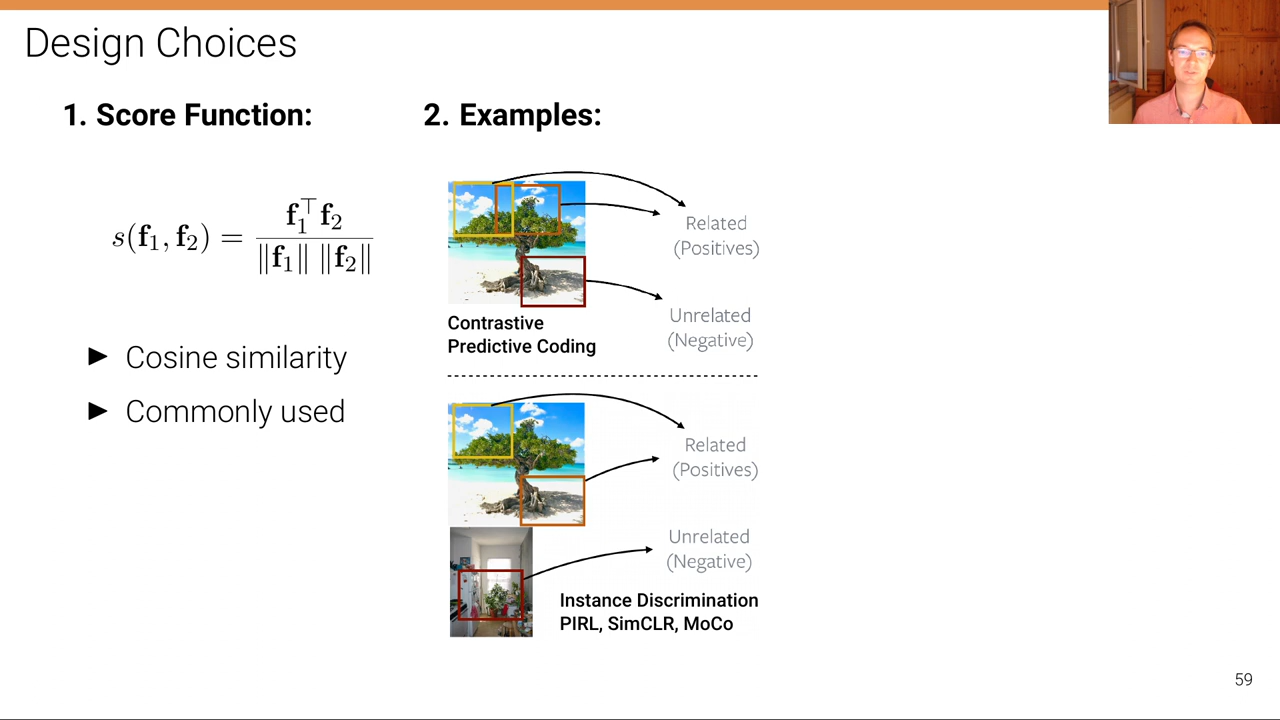 Design Choices
1. Score Function:
s(f₁, f₂) = f₁⊤f₂ / ‖f₁‖ ‖f₂‖
► Cosine similarity
► Commonly used
2. Examples:
Related
(Positives)
Unrelated
(Negative)
Contrastive
Predictive Coding
Related
(Positives)
Unrelated
(Negative)
Instance Discrimination
PIRL, SimCLR, MoCo
59